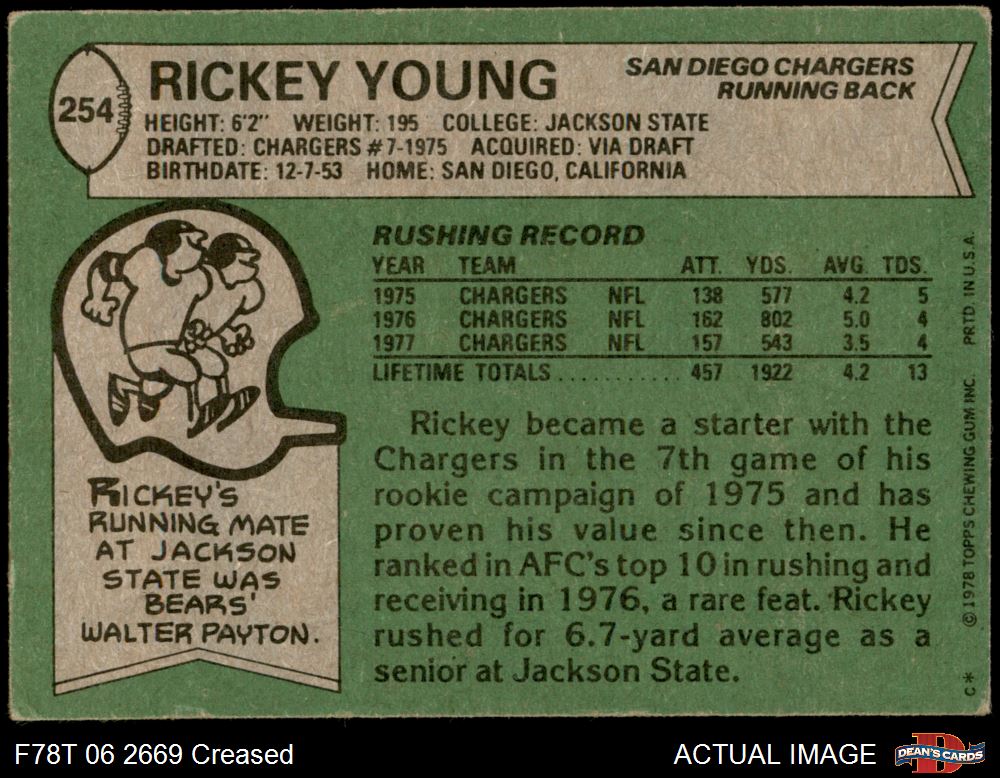 254
RICKEY YOUNG
SAN DIEGO CHARGERS
RUNNING BACK
HEIGHT: 6'2" WEIGHT: 195 COLLEGE: JACKSON STATE
DRAFTED: CHARGERS #7-1975 ACQUIRED: VIA DRAFT
BIRTHDATE: 12-7-53 HOME: SAN DIEGO, CALIFORNIA
RUSHING RECORD
YEAR TEAM ATT. YDS. AVG. TDS.
1975 CHARGERS NFL 138 577 4.2 5
1976 CHARGERS NFL 162 802 5.0 4
1977 CHARGERS NFL 157 543 3.5 4
LIFETIME TOTALS............ 457 1922 4.2 13
Rickey became a starter with the
Chargers in the 7th game of his
rookie campaign of 1975 and has
proven his value since then. He
ranked in AFC's top 10 in rushing and
receiving in 1976, a rare feat. Rickey
rushed for 6.7-yard average as a
senior at Jackson State.
RICKEY'S
RUNNING MATE
AT JACKSON
STATE WAS
BEARS'
WALTER PAYTON.
C* ©1978 TOPPS CHEWING GUM INC. PRTD. IN U.S.A.
F78T 06 2669 Creased
ACTUAL IMAGE
DEAN'S CARDS